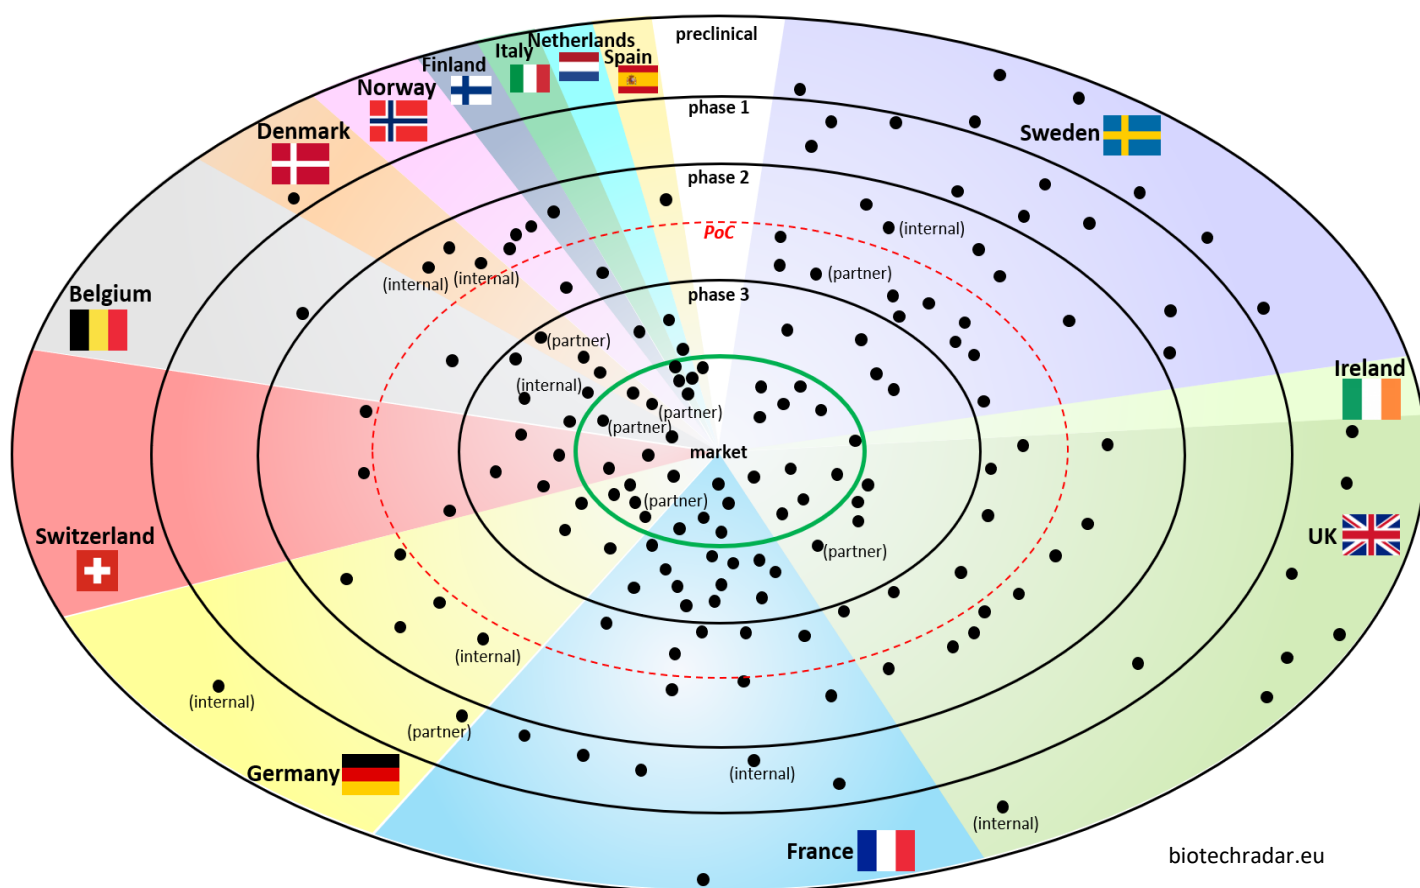 preclinical
Netherlands
Italy
Spain
Finland
Norway
phase 1
Denmark
Sweden
phase 2
PoC
(internal)
(internal)
(internal)
(partner)
Belgium
phase 3
(partner)
Ireland
(internal)
(partner)
(partner)
market
(partner)
Switzerland
UK
(partner)
(internal)
(internal)
(partner)
Germany
(internal)
(internal)
France
biotechradar.eu